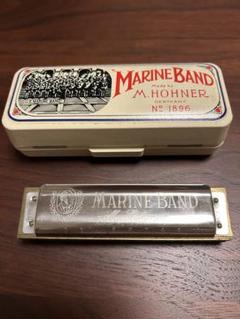 MARINE BAND
Made by
M. HOHNER
GERMANY
No 1896
MARINE BAND